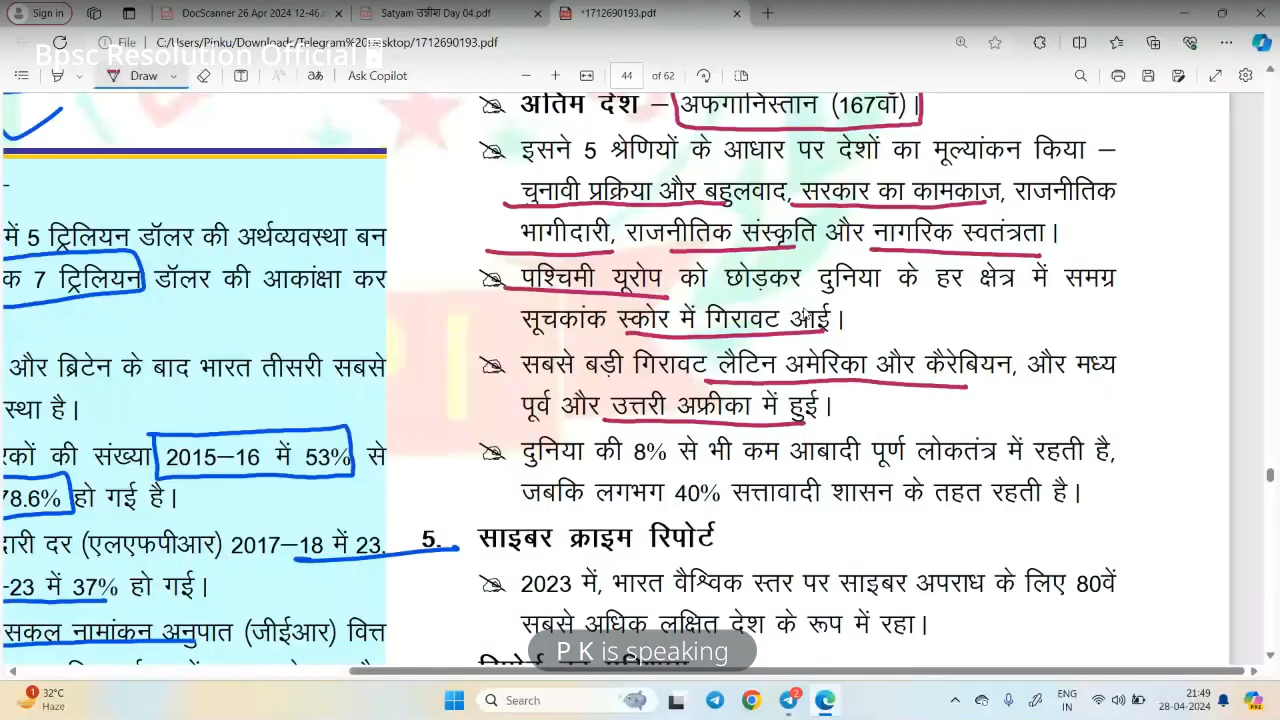 Sign in
DocScanner 26 Apr 2024 12-46.
Satyam उन्नीसा Day 04.pdf
*1712690193.pdf
File
C:/Users/Pinku/Downloads/Telegram%20Desktop/1712690193.pdf
Bpsc Resolution Official
Draw
Ask Copilot
44 of 62
में 5 ट्रिलियन डॉलर की अर्थव्यवस्था बन
क 7 ट्रिलियन डॉलर की आकांक्षा कर
और ब्रिटेन के बाद भारत तीसरी सबसे
स्था है।
रकों की संख्या 2015–16 में 53% से
78.6% हो गई है।
दारी दर (एलएफपीआर) 2017–18 में 23.
-23 में 37% हो गई।
सकल नामांकन अनुपात (जीईआर) वित्त
अंतिम देश – अफगानिस्तान (167वाँ)।
इसने 5 श्रेणियों के आधार पर देशों का मूल्यांकन किया –
चुनावी प्रक्रिया और बहुलवाद, सरकार का कामकाज, राजनीतिक
भागीदारी, राजनीतिक संस्कृति और नागरिक स्वतंत्रता।
पश्चिमी यूरोप को छोड़कर दुनिया के हर क्षेत्र में समग्र
सूचकांक स्कोर में गिरावट आई।
सबसे बड़ी गिरावट लैटिन अमेरिका और कैरेबियन, और मध्य
पूर्व और उत्तरी अफ्रीका में हुई।
दुनिया की 8% से भी कम आबादी पूर्ण लोकतंत्र में रहती है,
जबकि लगभग 40% सत्तावादी शासन के तहत रहती है।
5. साइबर क्राइम रिपोर्ट
2023 में, भारत वैश्विक स्तर पर साइबर अपराध के लिए 80वें
सबसे अधिक लक्षित देश के रूप में रहा।
P K is speaking
1
32°C
Haze
Search
2
ENG
IN
21:49
28-04-2024
PRE